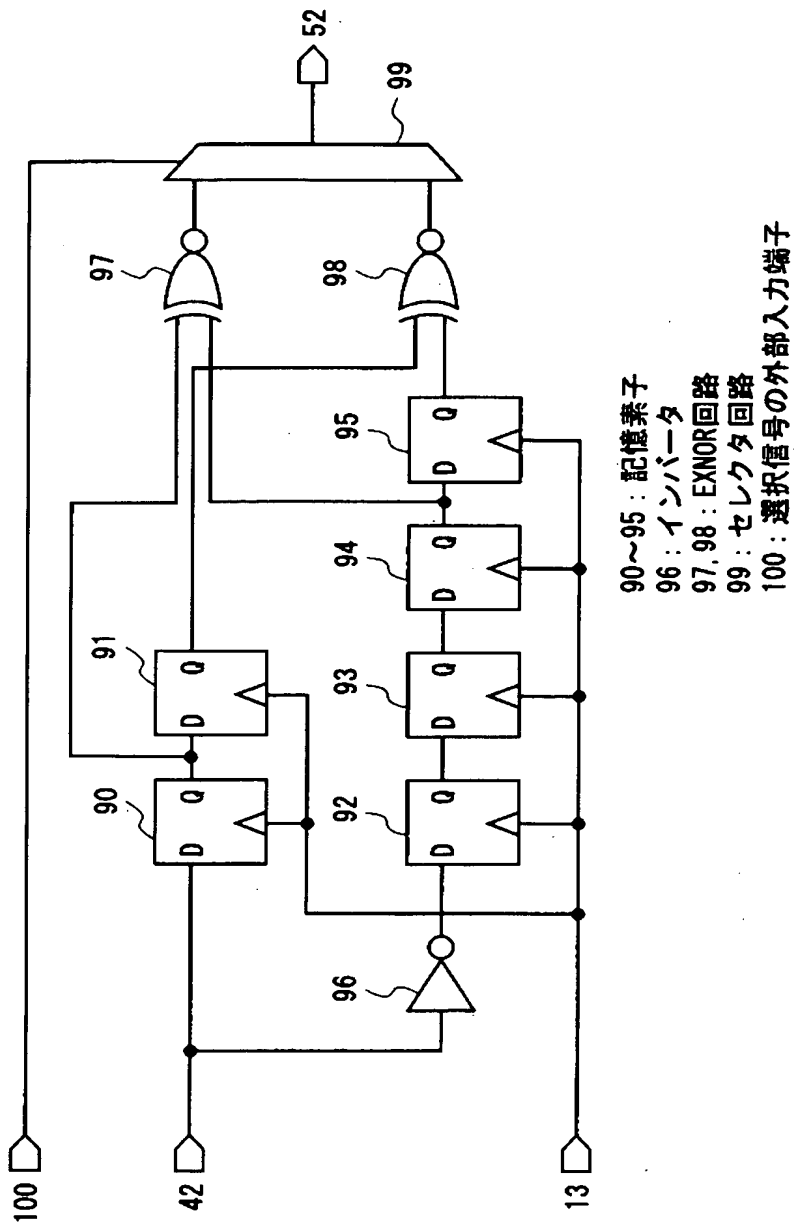 100
42
13
90
D
Q
91
D
Q
96
92
D
Q
93
D
Q
94
D
Q
95
D
Q
97
98
99
52
90~95:記憶素子
96:インバータ
97,98:EXNOR回路
99:セレクタ回路
100:選択信号の外部入力端子